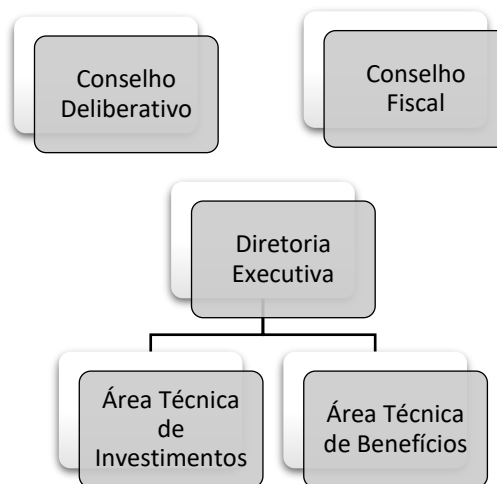 Conselho
Deliberativo
Conselho
Fiscal
Diretoria
Executiva
Área Técnica
de
Investimentos
Área Técnica
de Benefícios